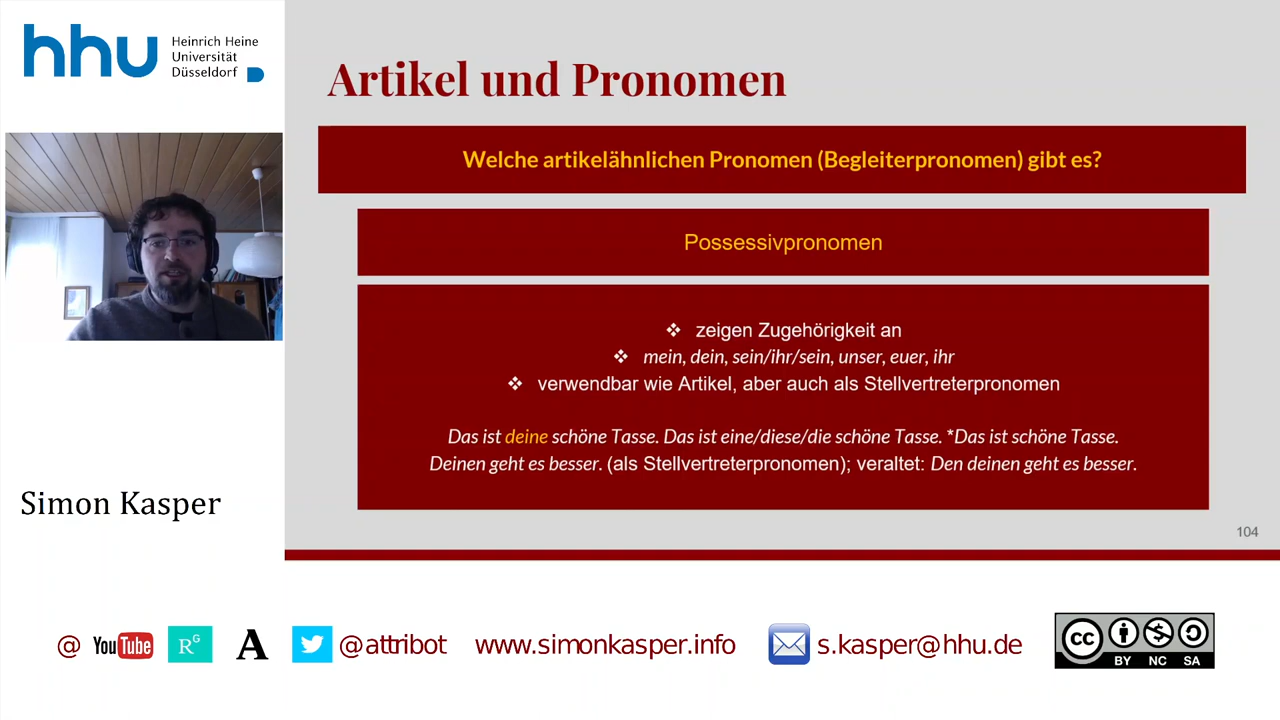 hhu
Heinrich Heine
Universität
Düsseldorf
Artikel und Pronomen
Welche artikelähnlichen Pronomen (Begleiterpronomen) gibt es?
Possessivpronomen
❖ zeigen Zugehörigkeit an
❖ mein, dein, sein/ihr/sein, unser, euer, ihr
❖ verwendbar wie Artikel, aber auch als Stellvertreterpronomen
Das ist deine schöne Tasse. Das ist eine/diese/die schöne Tasse. *Das ist schöne Tasse.
Deinen geht es besser. (als Stellvertreterpronomen); veraltet: Den deinen geht es besser.
Simon Kasper
104
@ YouTube RG A @attribot www.simonkasper.info s.kasper@hhu.de cc
BY NC SA